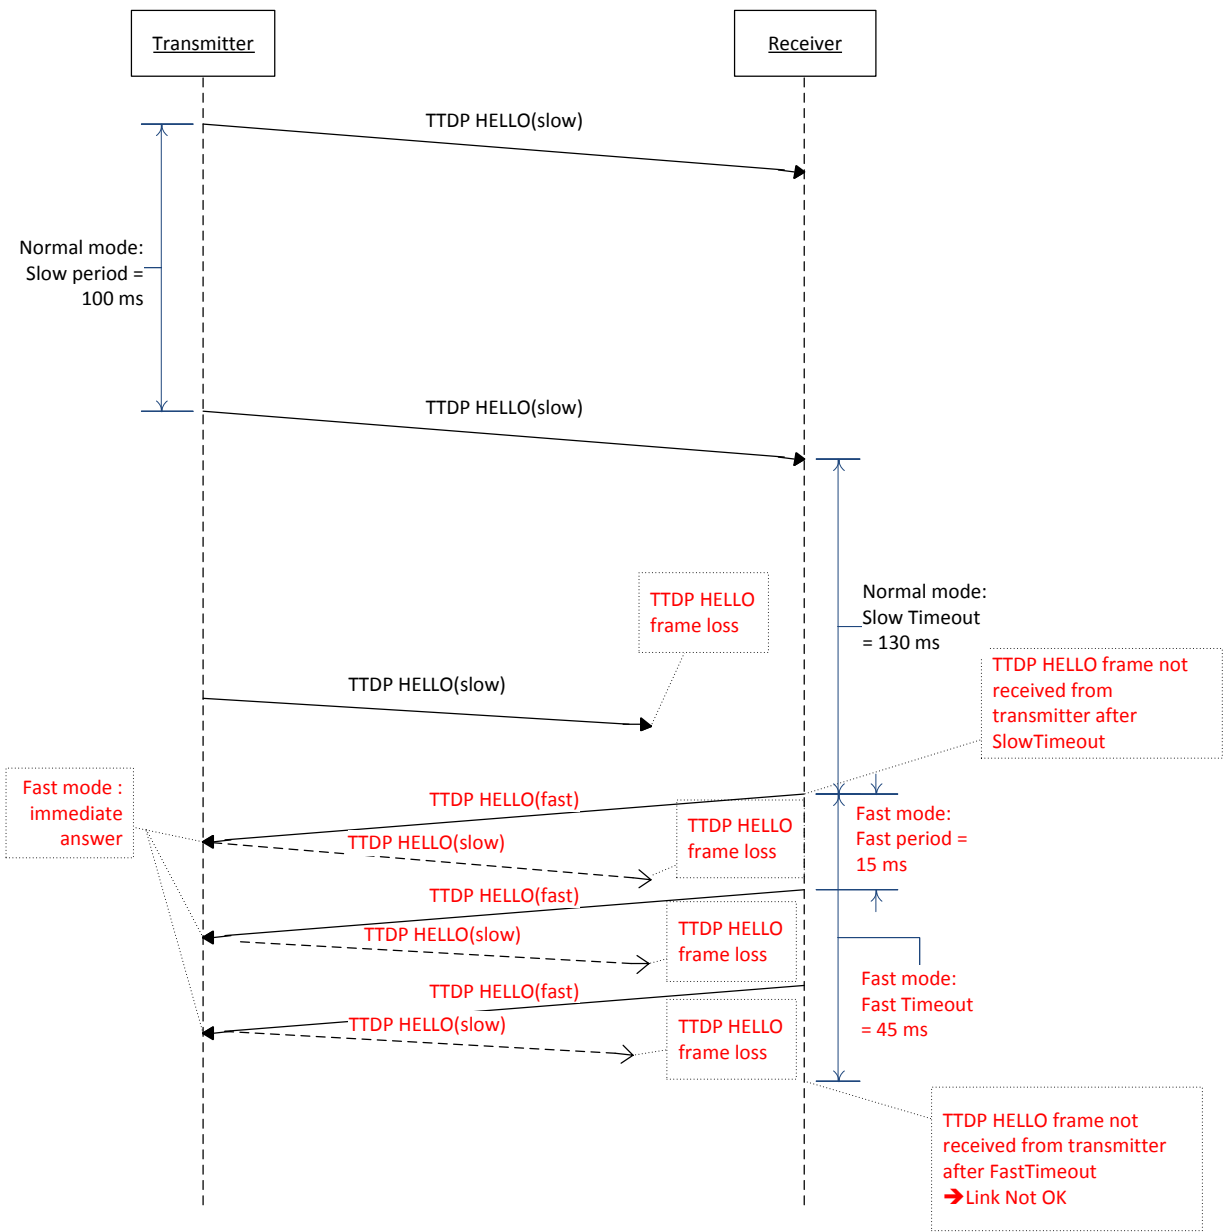 Transmitter
Receiver
TTDP HELLO(slow)
Normal mode:
Slow period =
100 ms
TTDP HELLO(slow)
TTDP HELLO
frame loss
Normal mode:
Slow Timeout
= 130 ms
TTDP HELLO(slow)
TTDP HELLO frame not
received from
transmitter after
SlowTimeout
Fast mode :
immediate
answer
TTDP HELLO(fast)
TTDP HELLO(slow)
TTDP HELLO
frame loss
Fast mode:
Fast period =
15 ms
TTDP HELLO(fast)
TTDP HELLO(slow)
TTDP HELLO
frame loss
Fast mode:
Fast Timeout
= 45 ms
TTDP HELLO(fast)
TTDP HELLO(slow)
TTDP HELLO
frame loss
TTDP HELLO frame not
received from transmitter
after FastTimeout
➔Link Not OK